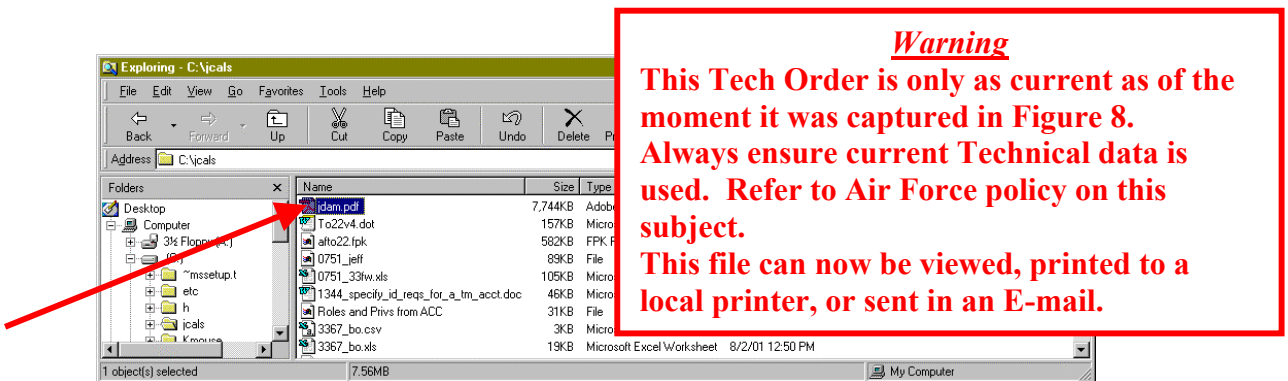 Warning
This Tech Order is only as current as of the
moment it was captured in Figure 8.
Always ensure current Technical data is
used.  Refer to Air Force policy on this
subject.
This file can now be viewed, printed to a
local printer, or sent in an E-mail.
Exploring - C:\jcals
File Edit View Go Favorites Tools Help
Back Forward Up Cut Copy Paste Undo Delete
Address C:\jcals
Folders Name Size Type
Desktop jdam.pdf 7,744KB
Computer To22v4.dot 157KB
3½ Floppy (A:) afto22.fpk 582KB FPK
0751_jeff 89KB File
~mssetup.t 0751_33fw.xls 105KB
etc 1344_specify_id_reqs_for_a_tm_acct.doc 46KB
h Roles and Privs from ACC 31KB File
jcals 3367_bo.csv 3KB
Kmouse 3367_bo.xls 19KB Microsoft Excel Worksheet 8/2/01 12:50 PM
1 object(s) selected 7.56MB My Computer